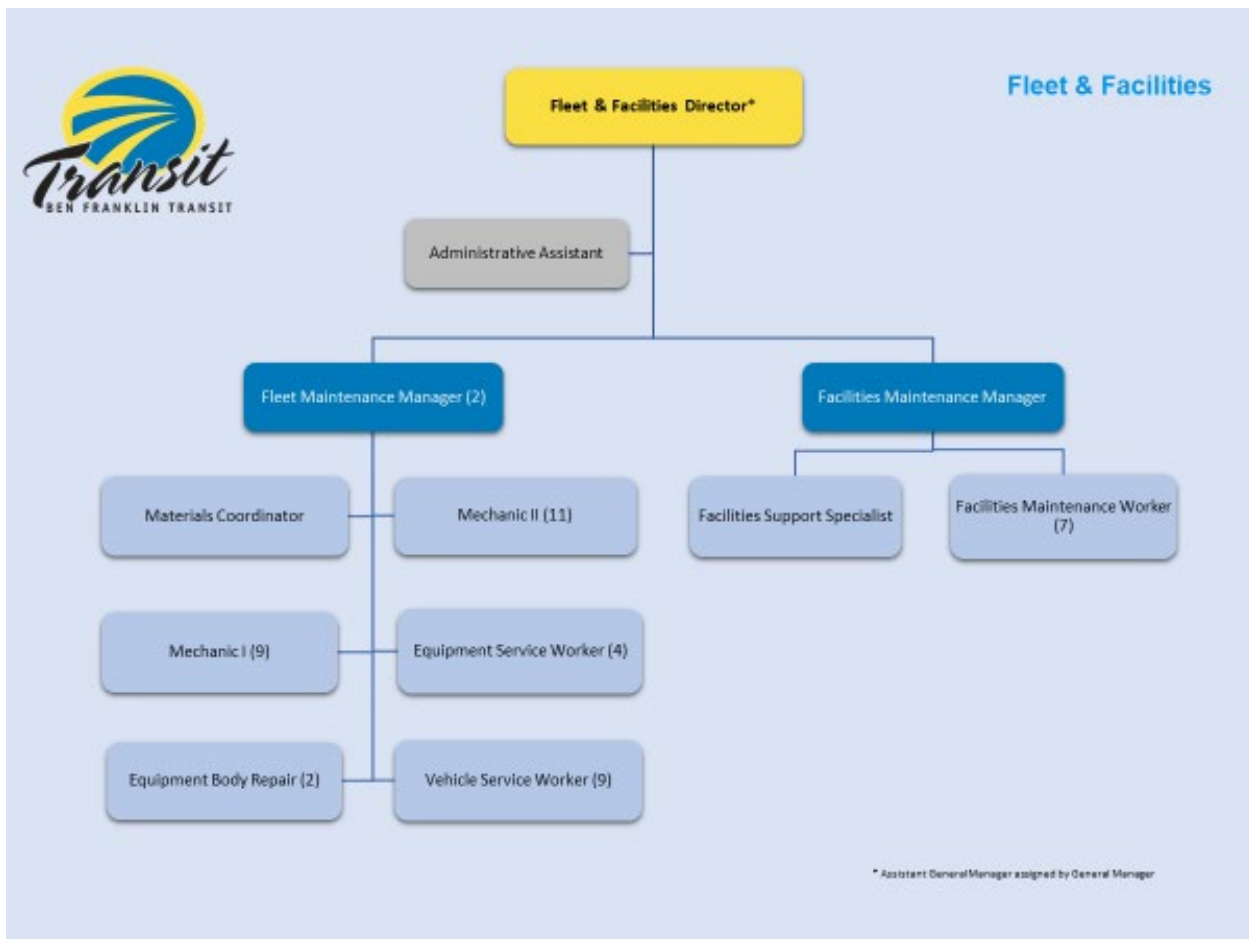 Fleet & Facilities
Transit
BEN FRANKLIN TRANSIT
Fleet & Facilities Director*
Administrative Assistant
Fleet Maintenance Manager (2)
Facilities Maintenance Manager
Materials Coordinator
Mechanic II (11)
Facilities Support Specialist
Facilities Maintenance Worker
(7)
Mechanic I (9)
Equipment Service Worker (4)
Equipment Body Repair (2)
Vehicle Service Worker (9)
* Assistant General Manager assigned by General Manager